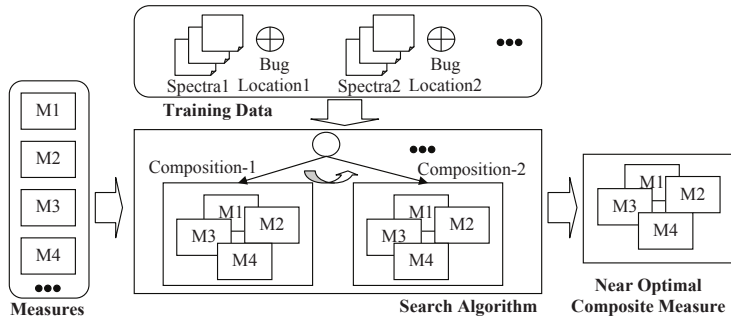 Spectra1
Bug
Location1
Spectra2
Bug
Location2
•••
Training Data
M1
M2
M3
M4
•••
Measures
•••
Composition-1
Composition-2
M1
M2
M3
M4
M1
M2
M3
M4
Search Algorithm
M1
M2
M3
M4
Near Optimal
Composite Measure